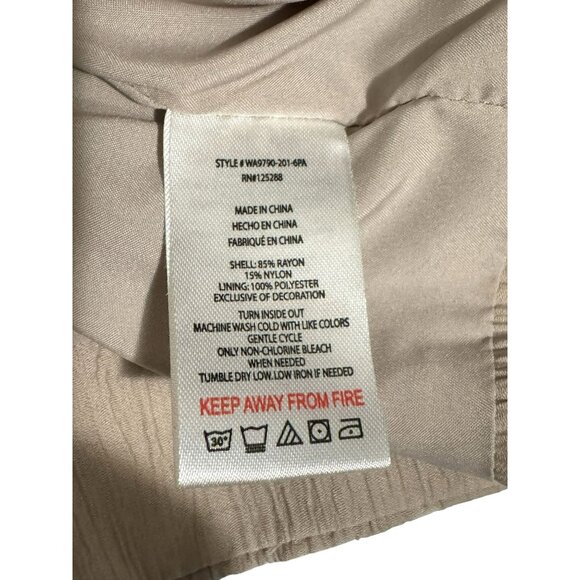 STYLE # WA9790-201-6PA
RN#125288
MADE IN CHINA
HECHO EN CHINA
FABRIQUÉ EN CHINA
SHELL: 85% RAYON
15% NYLON
LINING: 100% POLYESTER
EXCLUSIVE OF DECORATION
TURN INSIDE OUT
MACHINE WASH COLD WITH LIKE COLORS
GENTLE CYCLE
ONLY NON-CHLORINE BLEACH
WHEN NEEDED
TUMBLE DRY LOW. LOW IRON IF NEEDED
KEEP AWAY FROM FIRE
30°